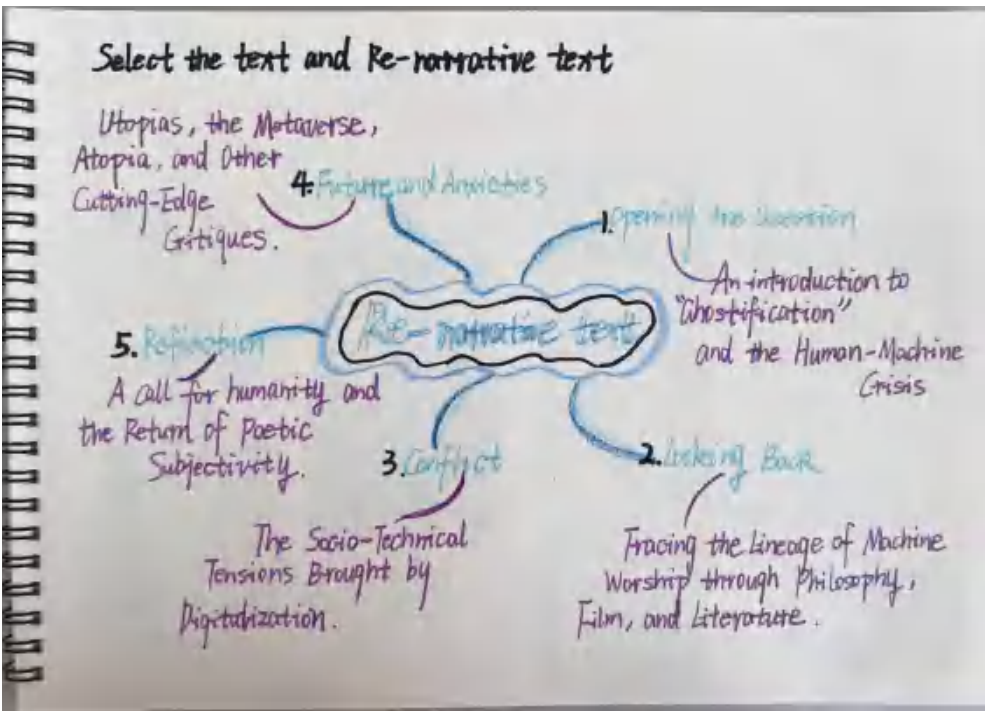 Select the text and Re-narrative text
Re-narrative text
1. Opening the Question
An introduction to
"Ghostification"
and the Human-Machine
Crisis
2. Looking Back
Tracing the Lineage of Machine
Worship through Philosophy,
Film, and Literature.
3. Conflict
The Socio-Technical
Tensions Brought by
Digitalization.
4. Future and Anxieties
Utopias, the Metaverse,
Atopia, and Other
Cutting-Edge
Critiques.
5. Reflection
A call for humanity and
the Return of Poetic
Subjectivity.